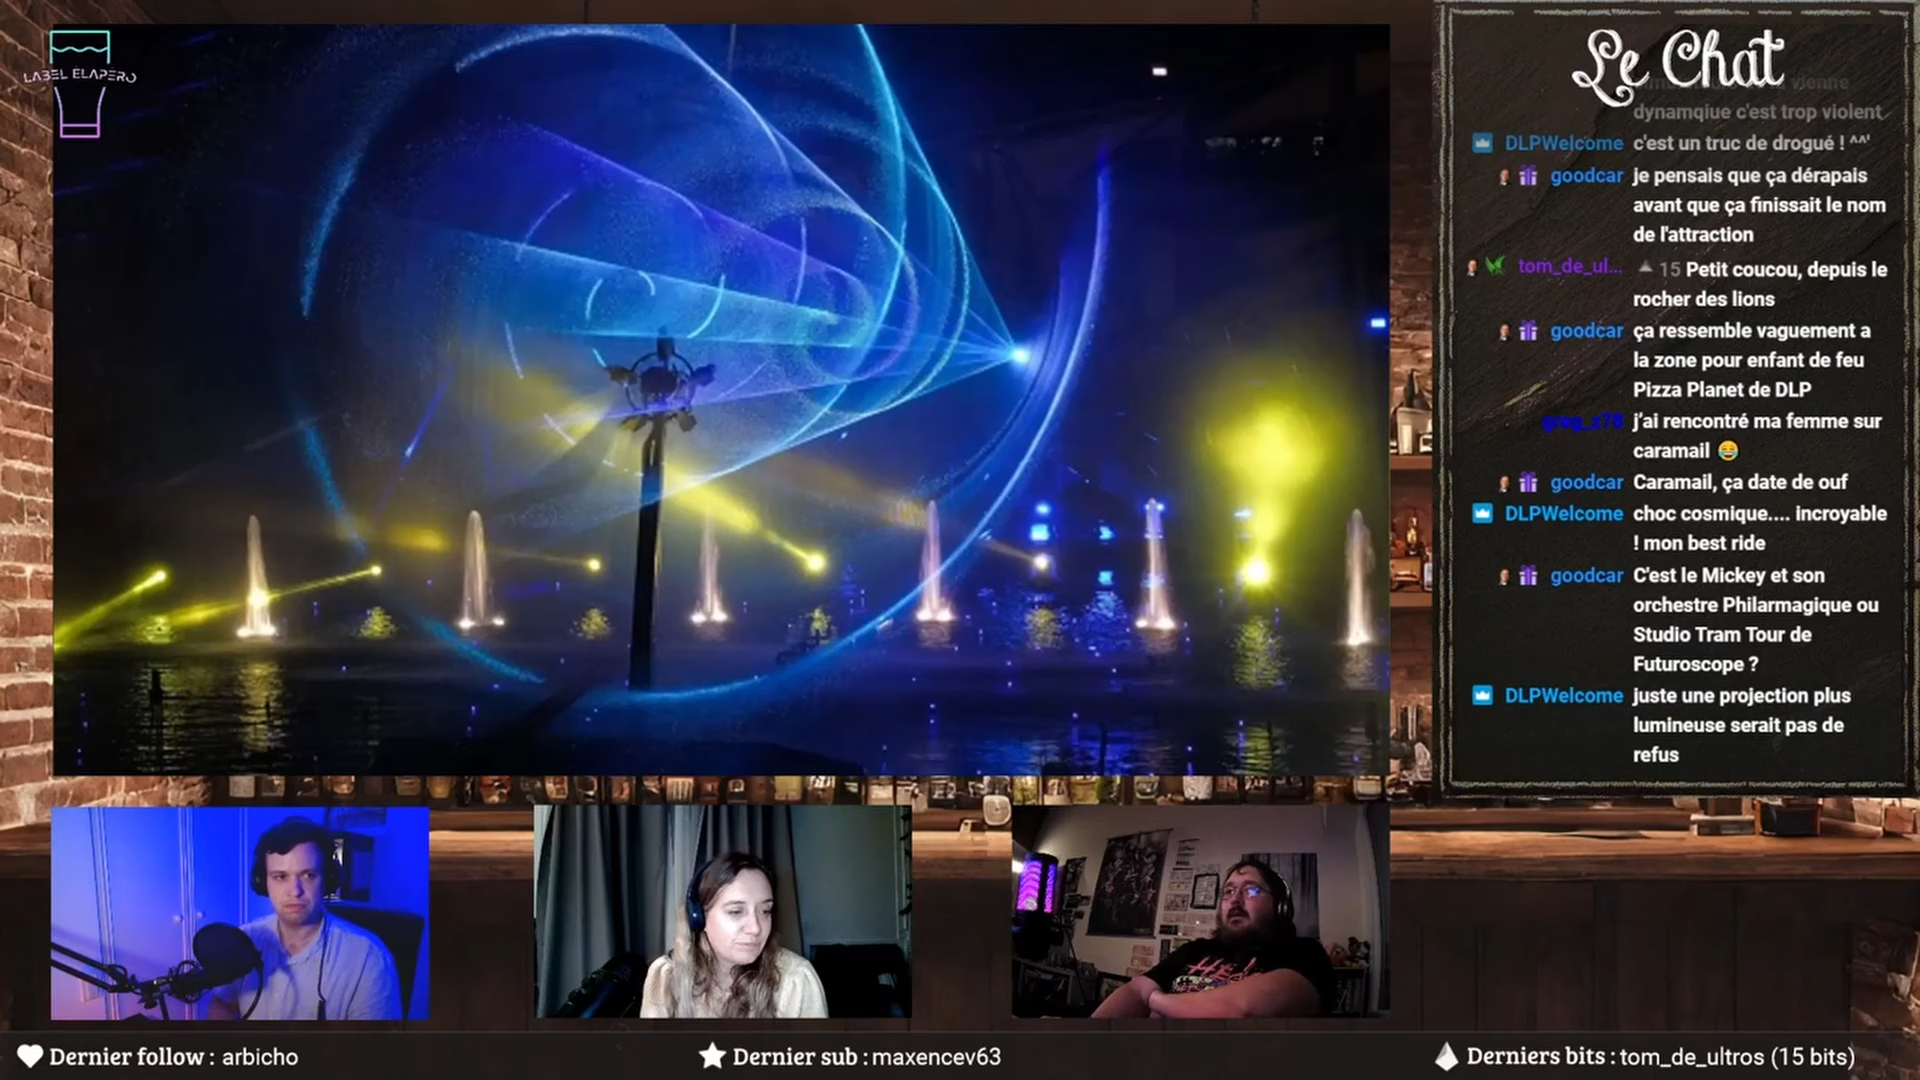 LABEL ÉLAPÉRO
Le Chat
vienne
dynamqiue c'est trop violent
DLPWelcome c'est un truc de drogué ! ^^'
goodcar je pensais que ça dérapais
avant que ça finissait le nom
de l'attraction
tom_de_ul... 15 Petit coucou, depuis le
rocher des lions
goodcar ça ressemble vaguement a
la zone pour enfant de feu
Pizza Planet de DLP
greg_z78 j'ai rencontré ma femme sur
caramail 😂
goodcar Caramail, ça date de ouf
DLPWelcome choc cosmique.... incroyable
! mon best ride
goodcar C'est le Mickey et son
orchestre Philarmagique ou
Studio Tram Tour de
Futuroscope ?
DLPWelcome juste une projection plus
lumineuse serait pas de
refus
Dernier follow : arbicho
Dernier sub : maxencev63
Derniers bits : tom_de_ultros (15 bits)